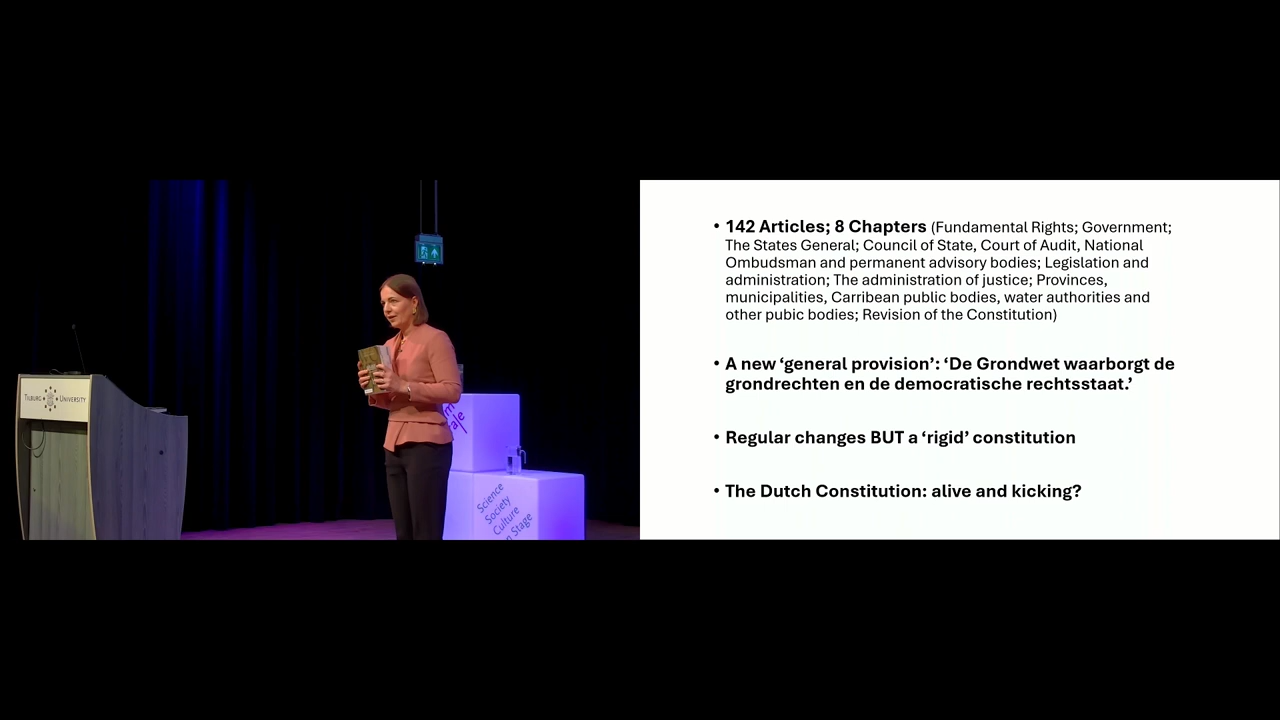 TILBURG UNIVERSITY
Science
Society
Culture
Stage
• 142 Articles; 8 Chapters (Fundamental Rights; Government;
The States General; Council of State, Court of Audit, National
Ombudsman and permanent advisory bodies; Legislation and
administration; The administration of justice; Provinces,
municipalities, Carribean public bodies, water authorities and
other pubic bodies; Revision of the Constitution)
• A new ‘general provision’: ‘De Grondwet waarborgt de
grondrechten en de democratische rechtsstaat.’
• Regular changes BUT a ‘rigid’ constitution
• The Dutch Constitution: alive and kicking?